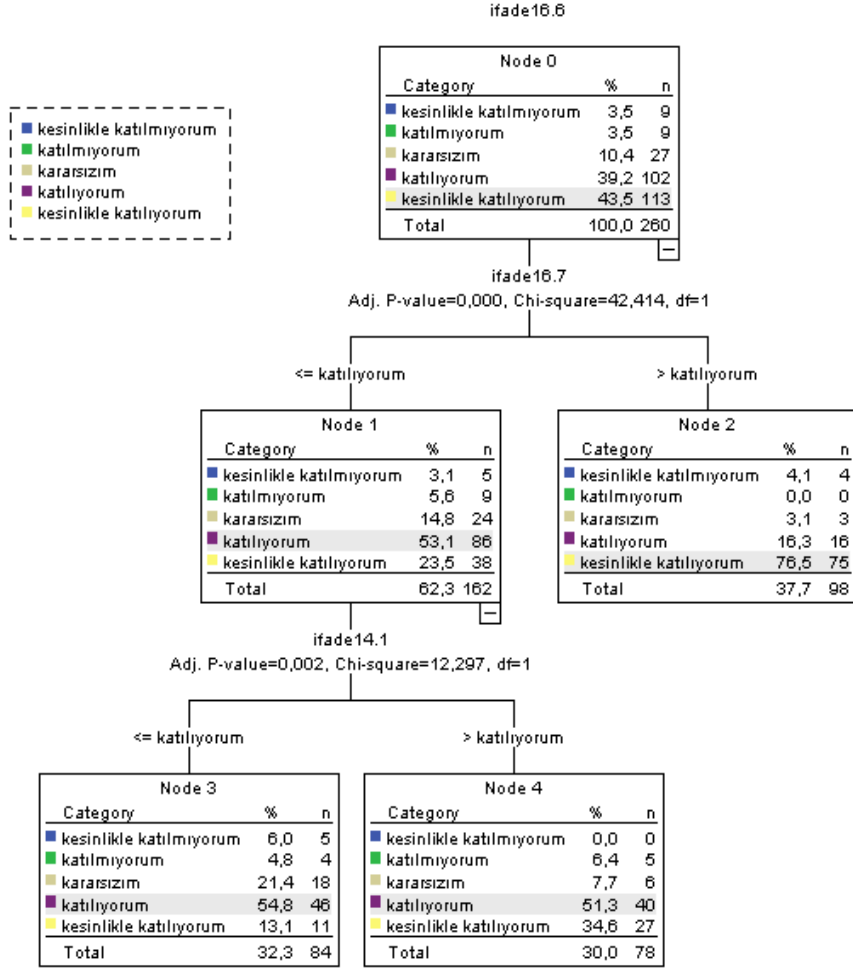 ifade16.6
Node 0
Category % n
kesinlikle katılmıyorum 3,5 9
katılmıyorum 3,5 9
kararsızım 10,4 27
katılıyorum 39,2 102
kesinlikle katılıyorum 43,5 113
Total 100,0 260
kesinlikle katılmıyorum
katılmıyorum
kararsızım
katılıyorum
kesinlikle katılıyorum
ifade16.7
Adj. P-value=0,000, Chi-square=42,414, df=1
<= katılıyorum
> katılıyorum
Node 1
Category % n
kesinlikle katılmıyorum 3,1 5
katılmıyorum 5,6 9
kararsızım 14,8 24
katılıyorum 53,1 86
kesinlikle katılıyorum 23,5 38
Total 62,3 162
Node 2
Category % n
kesinlikle katılmıyorum 4,1 4
katılmıyorum 0,0 0
kararsızım 3,1 3
katılıyorum 16,3 16
kesinlikle katılıyorum 76,5 75
Total 37,7 98
ifade14.1
Adj. P-value=0,002, Chi-square=12,297, df=1
<= katılıyorum
> katılıyorum
Node 3
Category % n
kesinlikle katılmıyorum 6,0 5
katılmıyorum 4,8 4
kararsızım 21,4 18
katılıyorum 54,8 46
kesinlikle katılıyorum 13,1 11
Total 32,3 84
Node 4
Category % n
kesinlikle katılmıyorum 0,0 0
katılmıyorum 6,4 5
kararsızım 7,7 6
katılıyorum 51,3 40
kesinlikle katılıyorum 34,6 27
Total 30,0 78